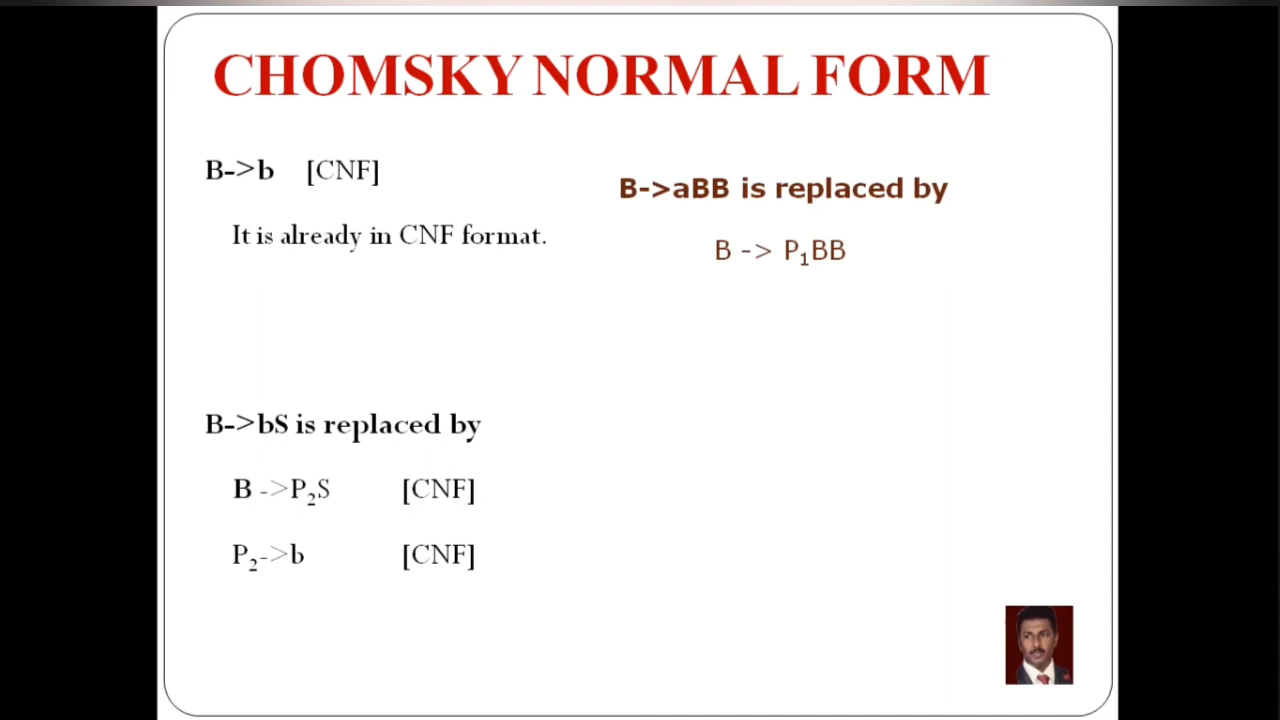 CHOMSKY NORMAL FORM
B->b [CNF]
It is already in CNF format.
B->bS is replaced by
B ->P₂S [CNF]
P₂->b [CNF]
B->aBB is replaced by
B -> P₁BB